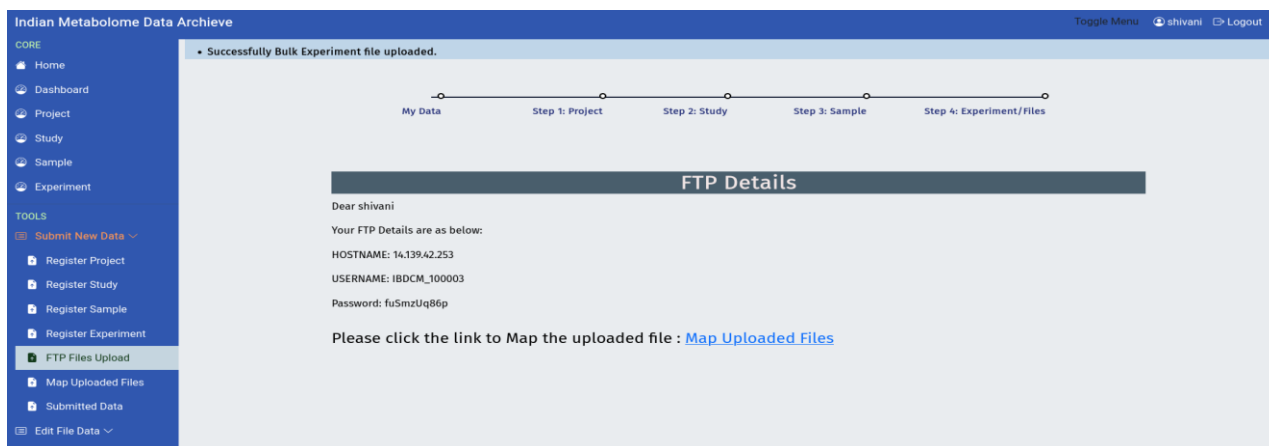 Indian Metabolome Data Archieve
Toggle Menu shivani Logout
CORE
Home
Dashboard
Project
Study
Sample
Experiment
TOOLS
Submit New Data
Register Project
Register Study
Register Sample
Register Experiment
FTP Files Upload
Map Uploaded Files
Submitted Data
Edit File Data
• Successfully Bulk Experiment file uploaded.
My Data Step 1: Project Step 2: Study Step 3: Sample Step 4: Experiment/Files
FTP Details
Dear shivani
Your FTP Details are as below:
HOSTNAME: 14.139.42.253
USERNAME: IBDCM_100003
Password: fuSmzUq86p
Please click the link to Map the uploaded file : Map Uploaded Files